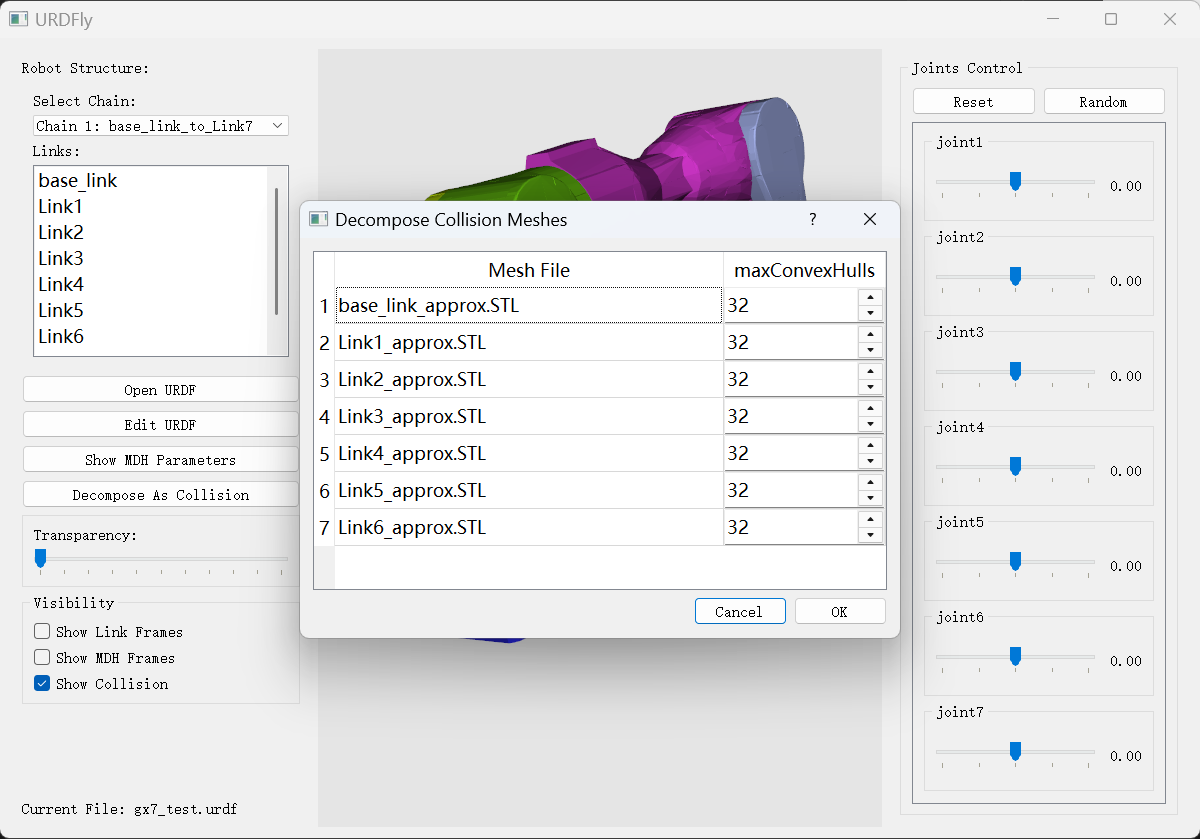 URDFly
Robot Structure:
Select Chain:
Chain 1: base_link_to_Link7
Links:
base_link
Link1
Link2
Link3
Link4
Link5
Link6
Open URDF
Edit URDF
Show MDH Parameters
Decompose As Collision
Transparency:
Visibility
Show Link Frames
Show MDH Frames
Show Collision
Current File: gx7_test.urdf
Decompose Collision Meshes
?
Mesh File maxConvexHulls
1 base_link_approx.STL 32
2 Link1_approx.STL 32
3 Link2_approx.STL 32
4 Link3_approx.STL 32
5 Link4_approx.STL 32
6 Link5_approx.STL 32
7 Link6_approx.STL 32
Cancel OK
Joints Control
Reset Random
joint1
0.00
joint2
0.00
joint3
0.00
joint4
0.00
joint5
0.00
joint6
0.00
joint7
0.00